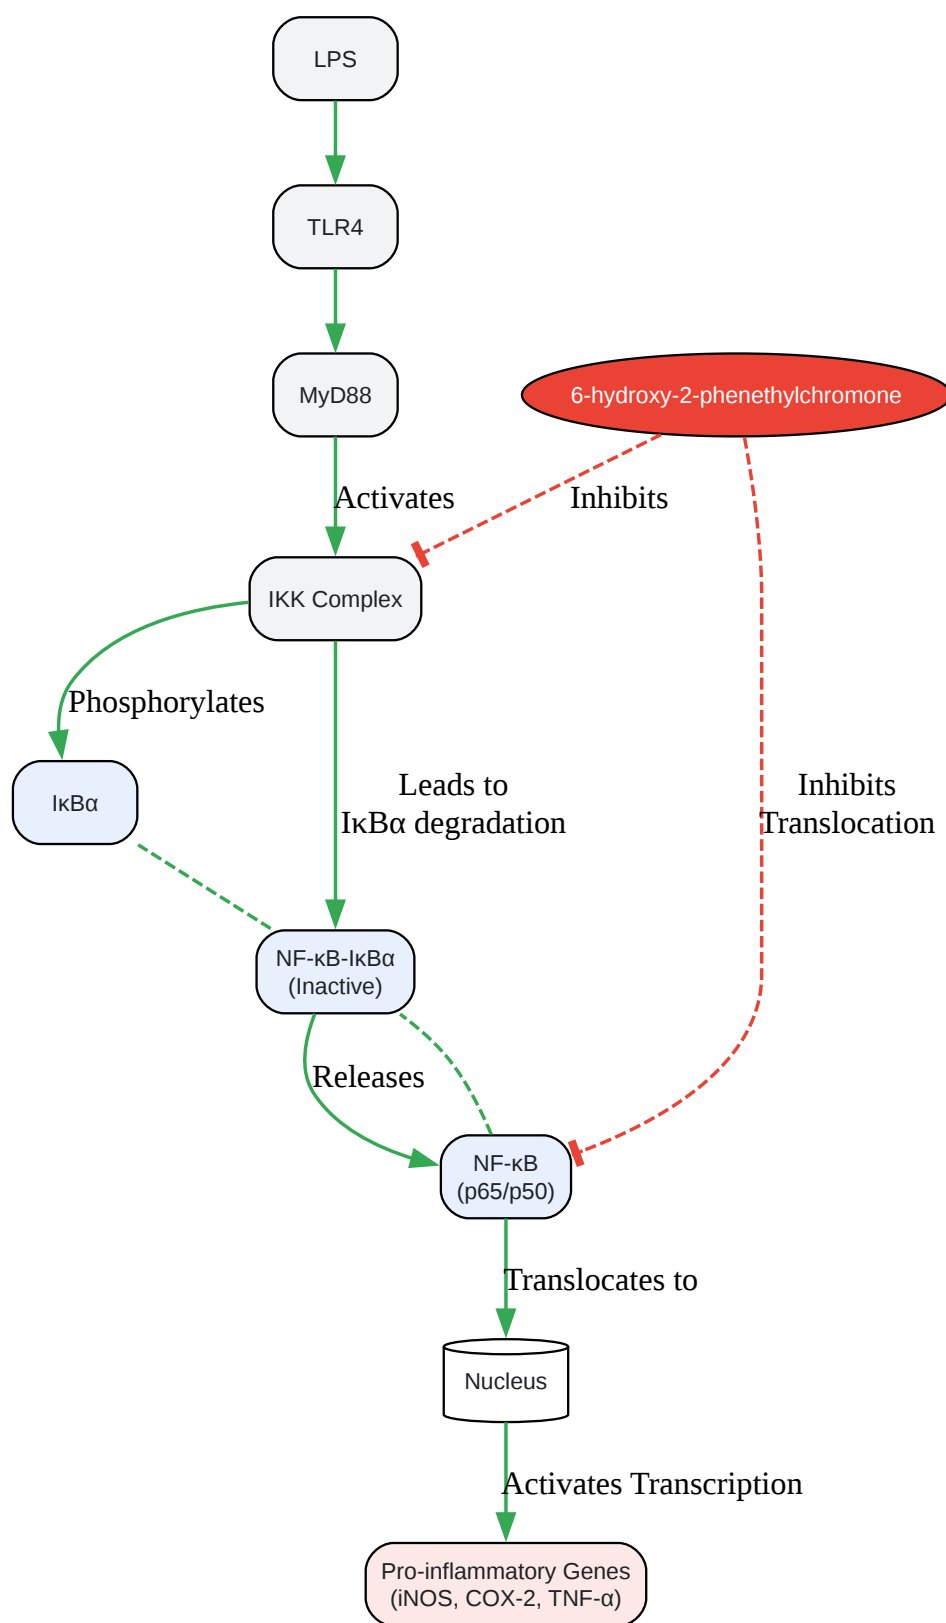 LPS
TLR4
MyD88
6-hydroxy-2-phenethylchromone
Activates
Inhibits
IKK Complex
Phosphorylates
IκBα
Leads to
IκBα degradation
Inhibits
Translocation
NF-κB-IκBα
(Inactive)
Releases
NF-κB
(p65/p50)
Translocates to
Nucleus
Activates Transcription
Pro-inflammatory Genes
(iNOS, COX-2, TNF-α)